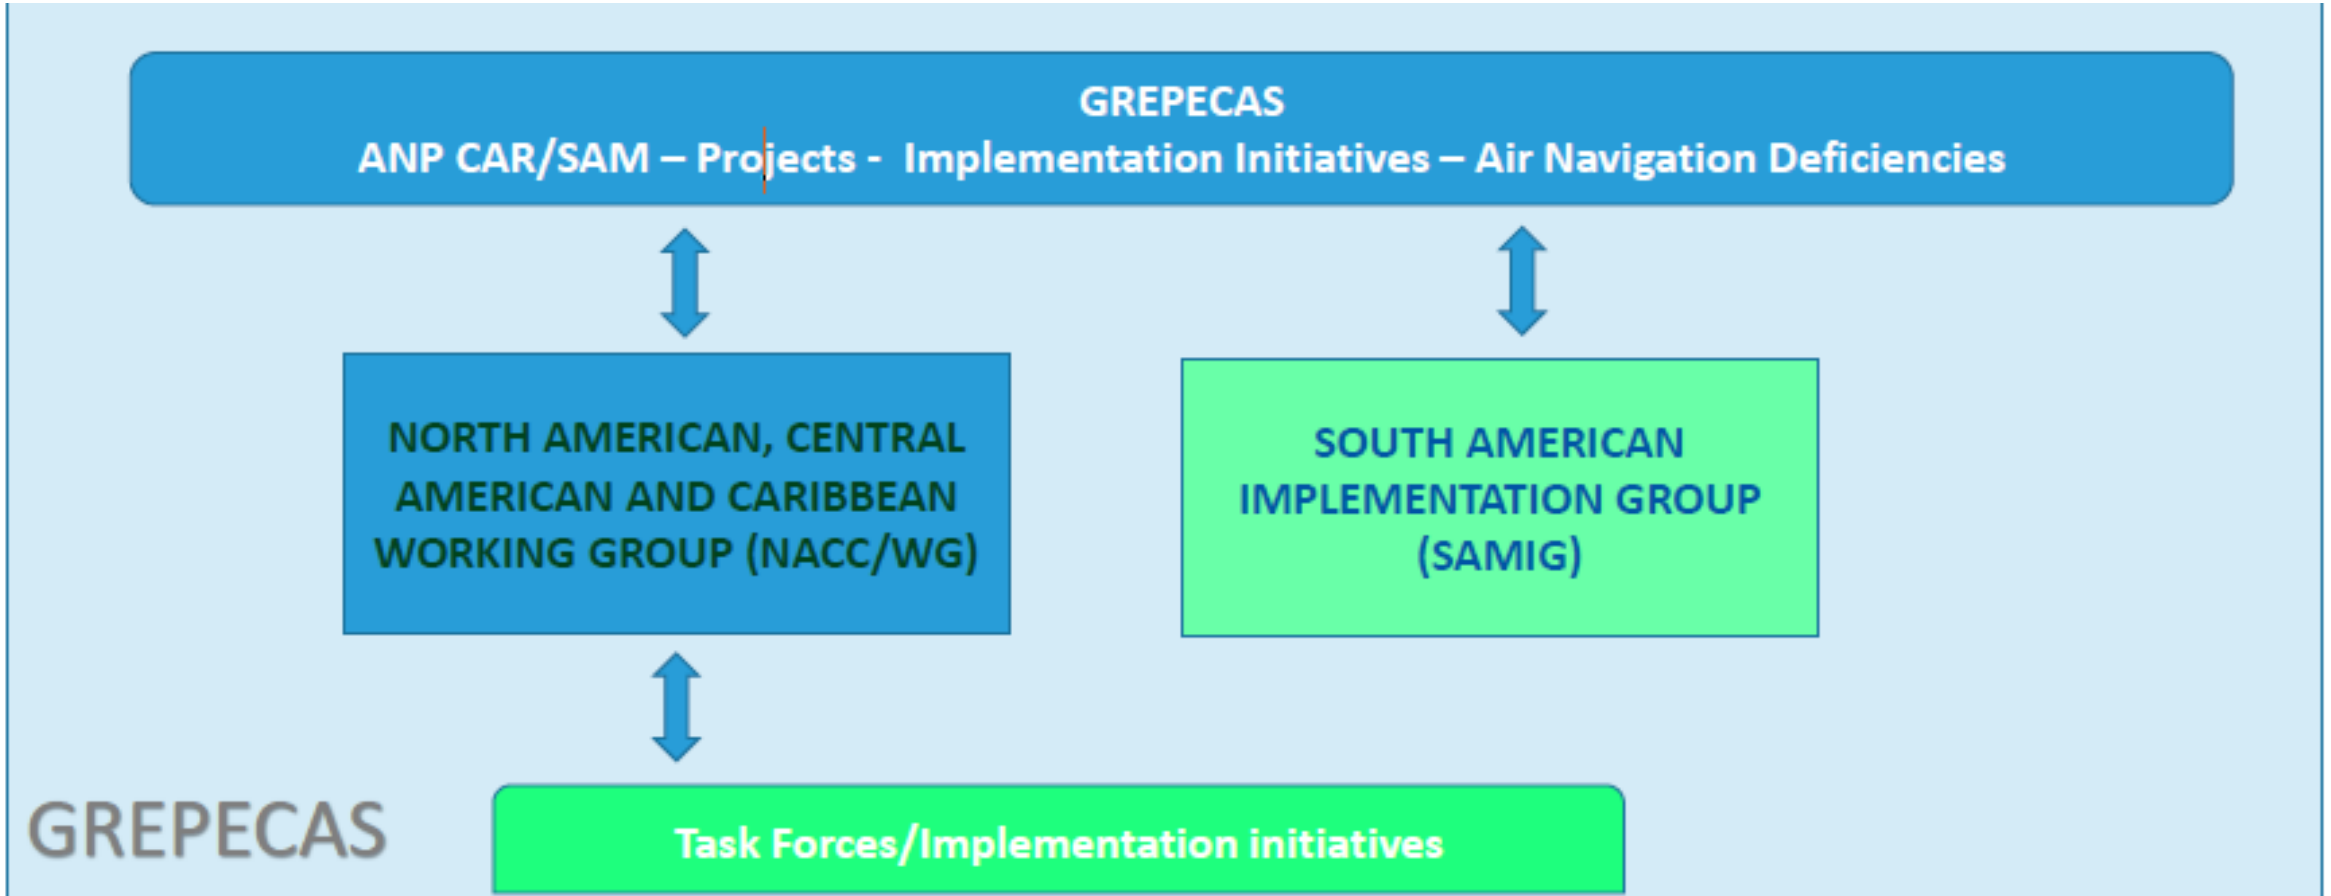 GREPECAS
ANP CAR/SAM – Projects - Implementation Initiatives – Air Navigation Deficiencies
NORTH AMERICAN, CENTRAL
AMERICAN AND CARIBBEAN
WORKING GROUP (NACC/WG)
SOUTH AMERICAN
IMPLEMENTATION GROUP
(SAMIG)
GREPECAS
Task Forces/Implementation initiatives